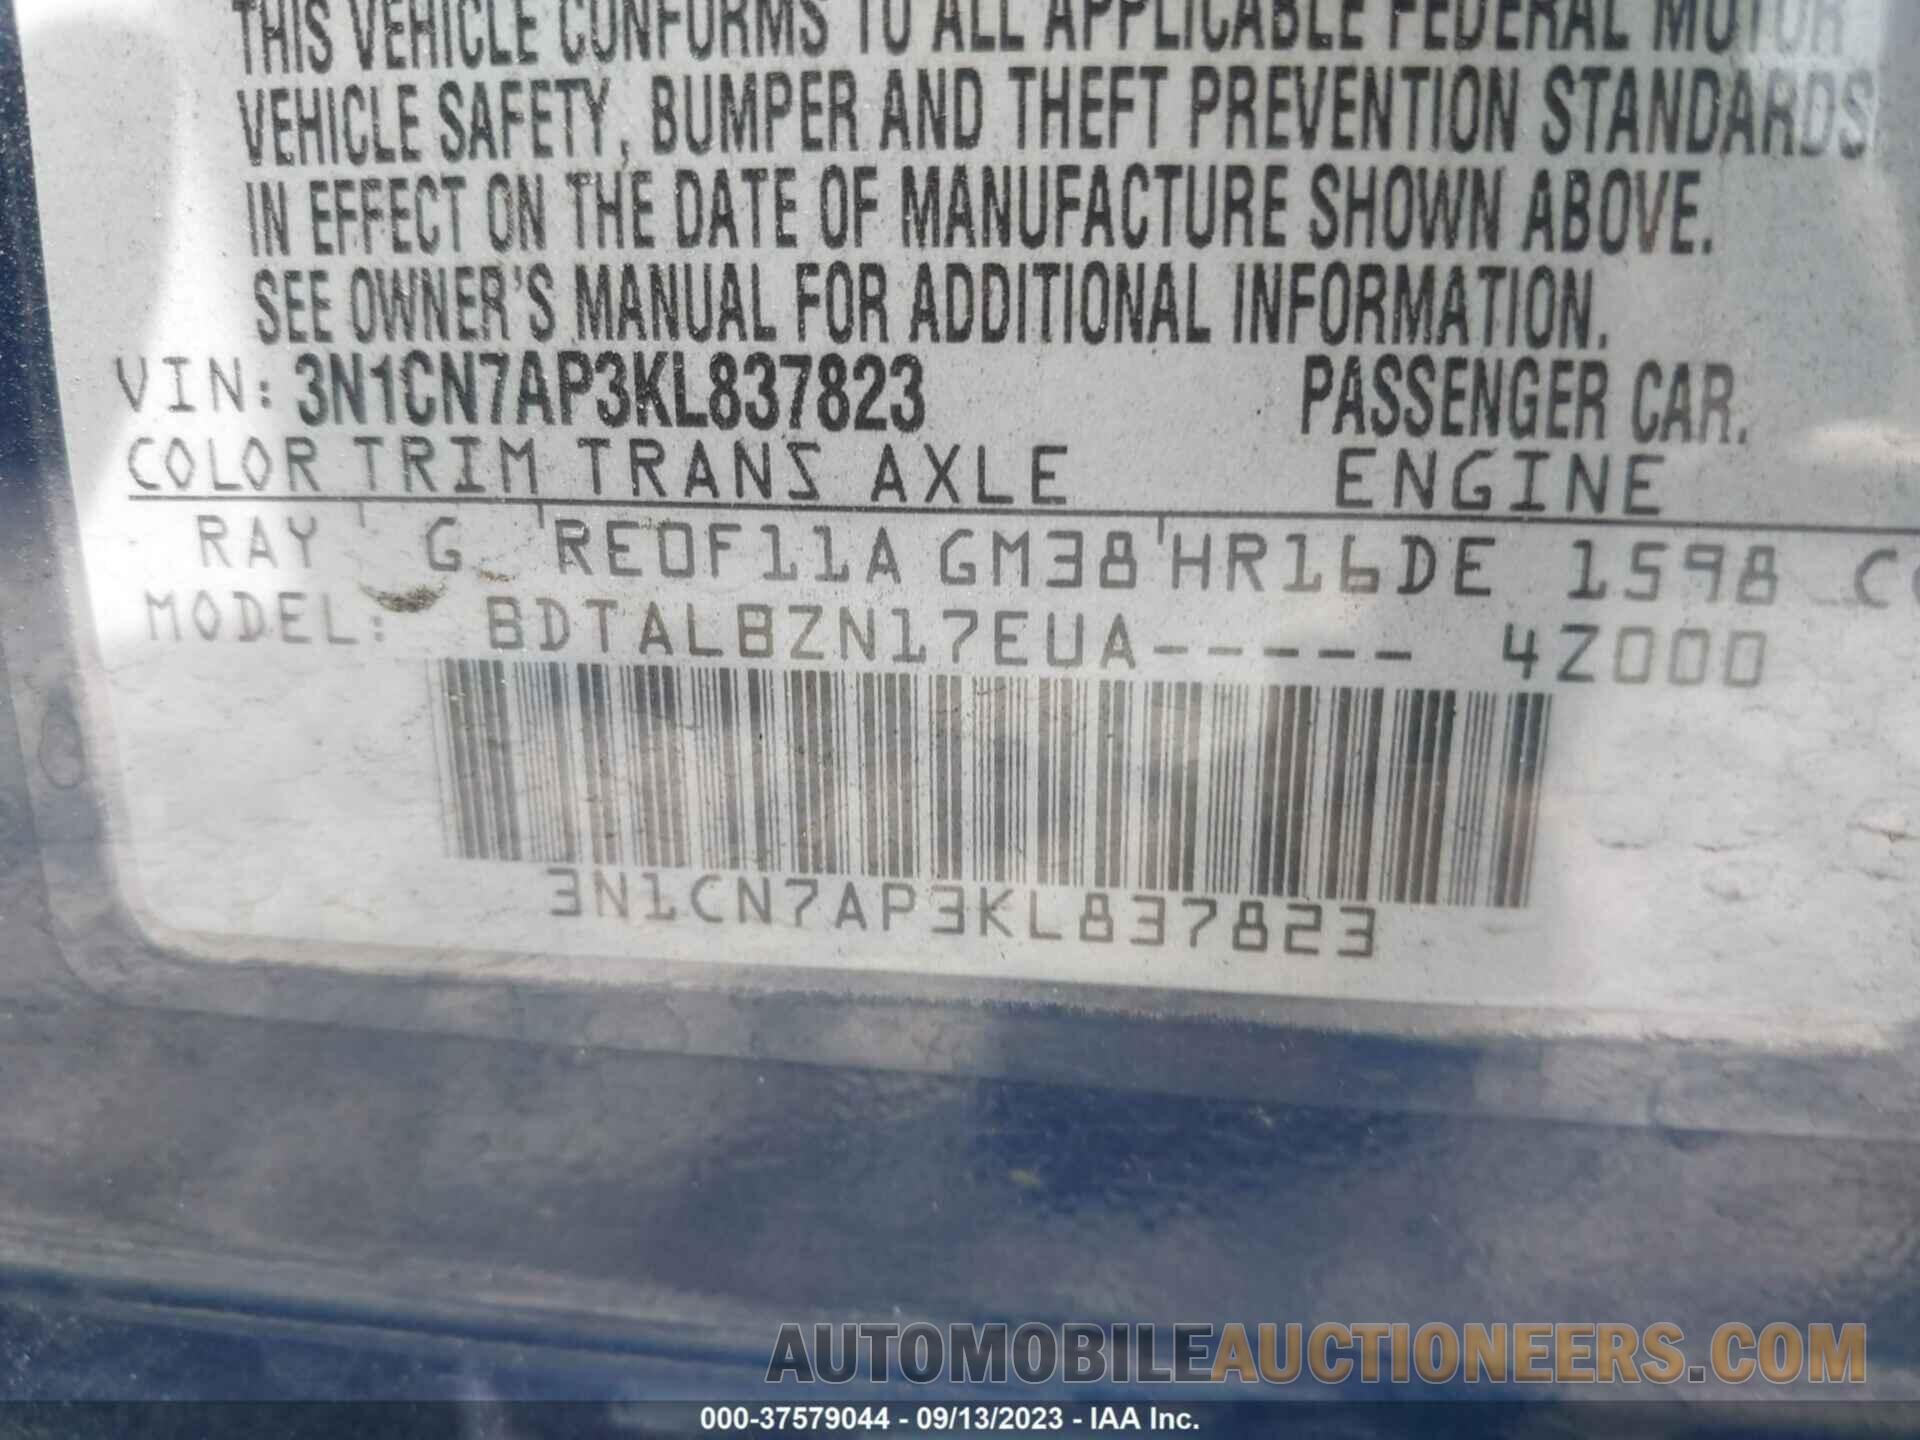 THIS VEHICLE CONFORMS TO ALL APPLICABLE FEDERAL MOTOR
VEHICLE SAFETY, BUMPER AND THEFT PREVENTION STANDARDS
IN EFFECT ON THE DATE OF MANUFACTURE SHOWN ABOVE.
SEE OWNER'S MANUAL FOR ADDITIONAL INFORMATION.
VIN: 3N1CN7AP3KL837823 PASSENGER CAR.
COLOR TRIM TRANS AXLE ENGINE
RAY G RE0F11A GM38 HR16DE 1598
MODEL: BDTALBZN17EUA----- 4Z000
3N1CN7AP3KL837823
AUTOMOBILEAUCTIONEERS.COM
000-37579044 - 09/13/2023 - IAA Inc.